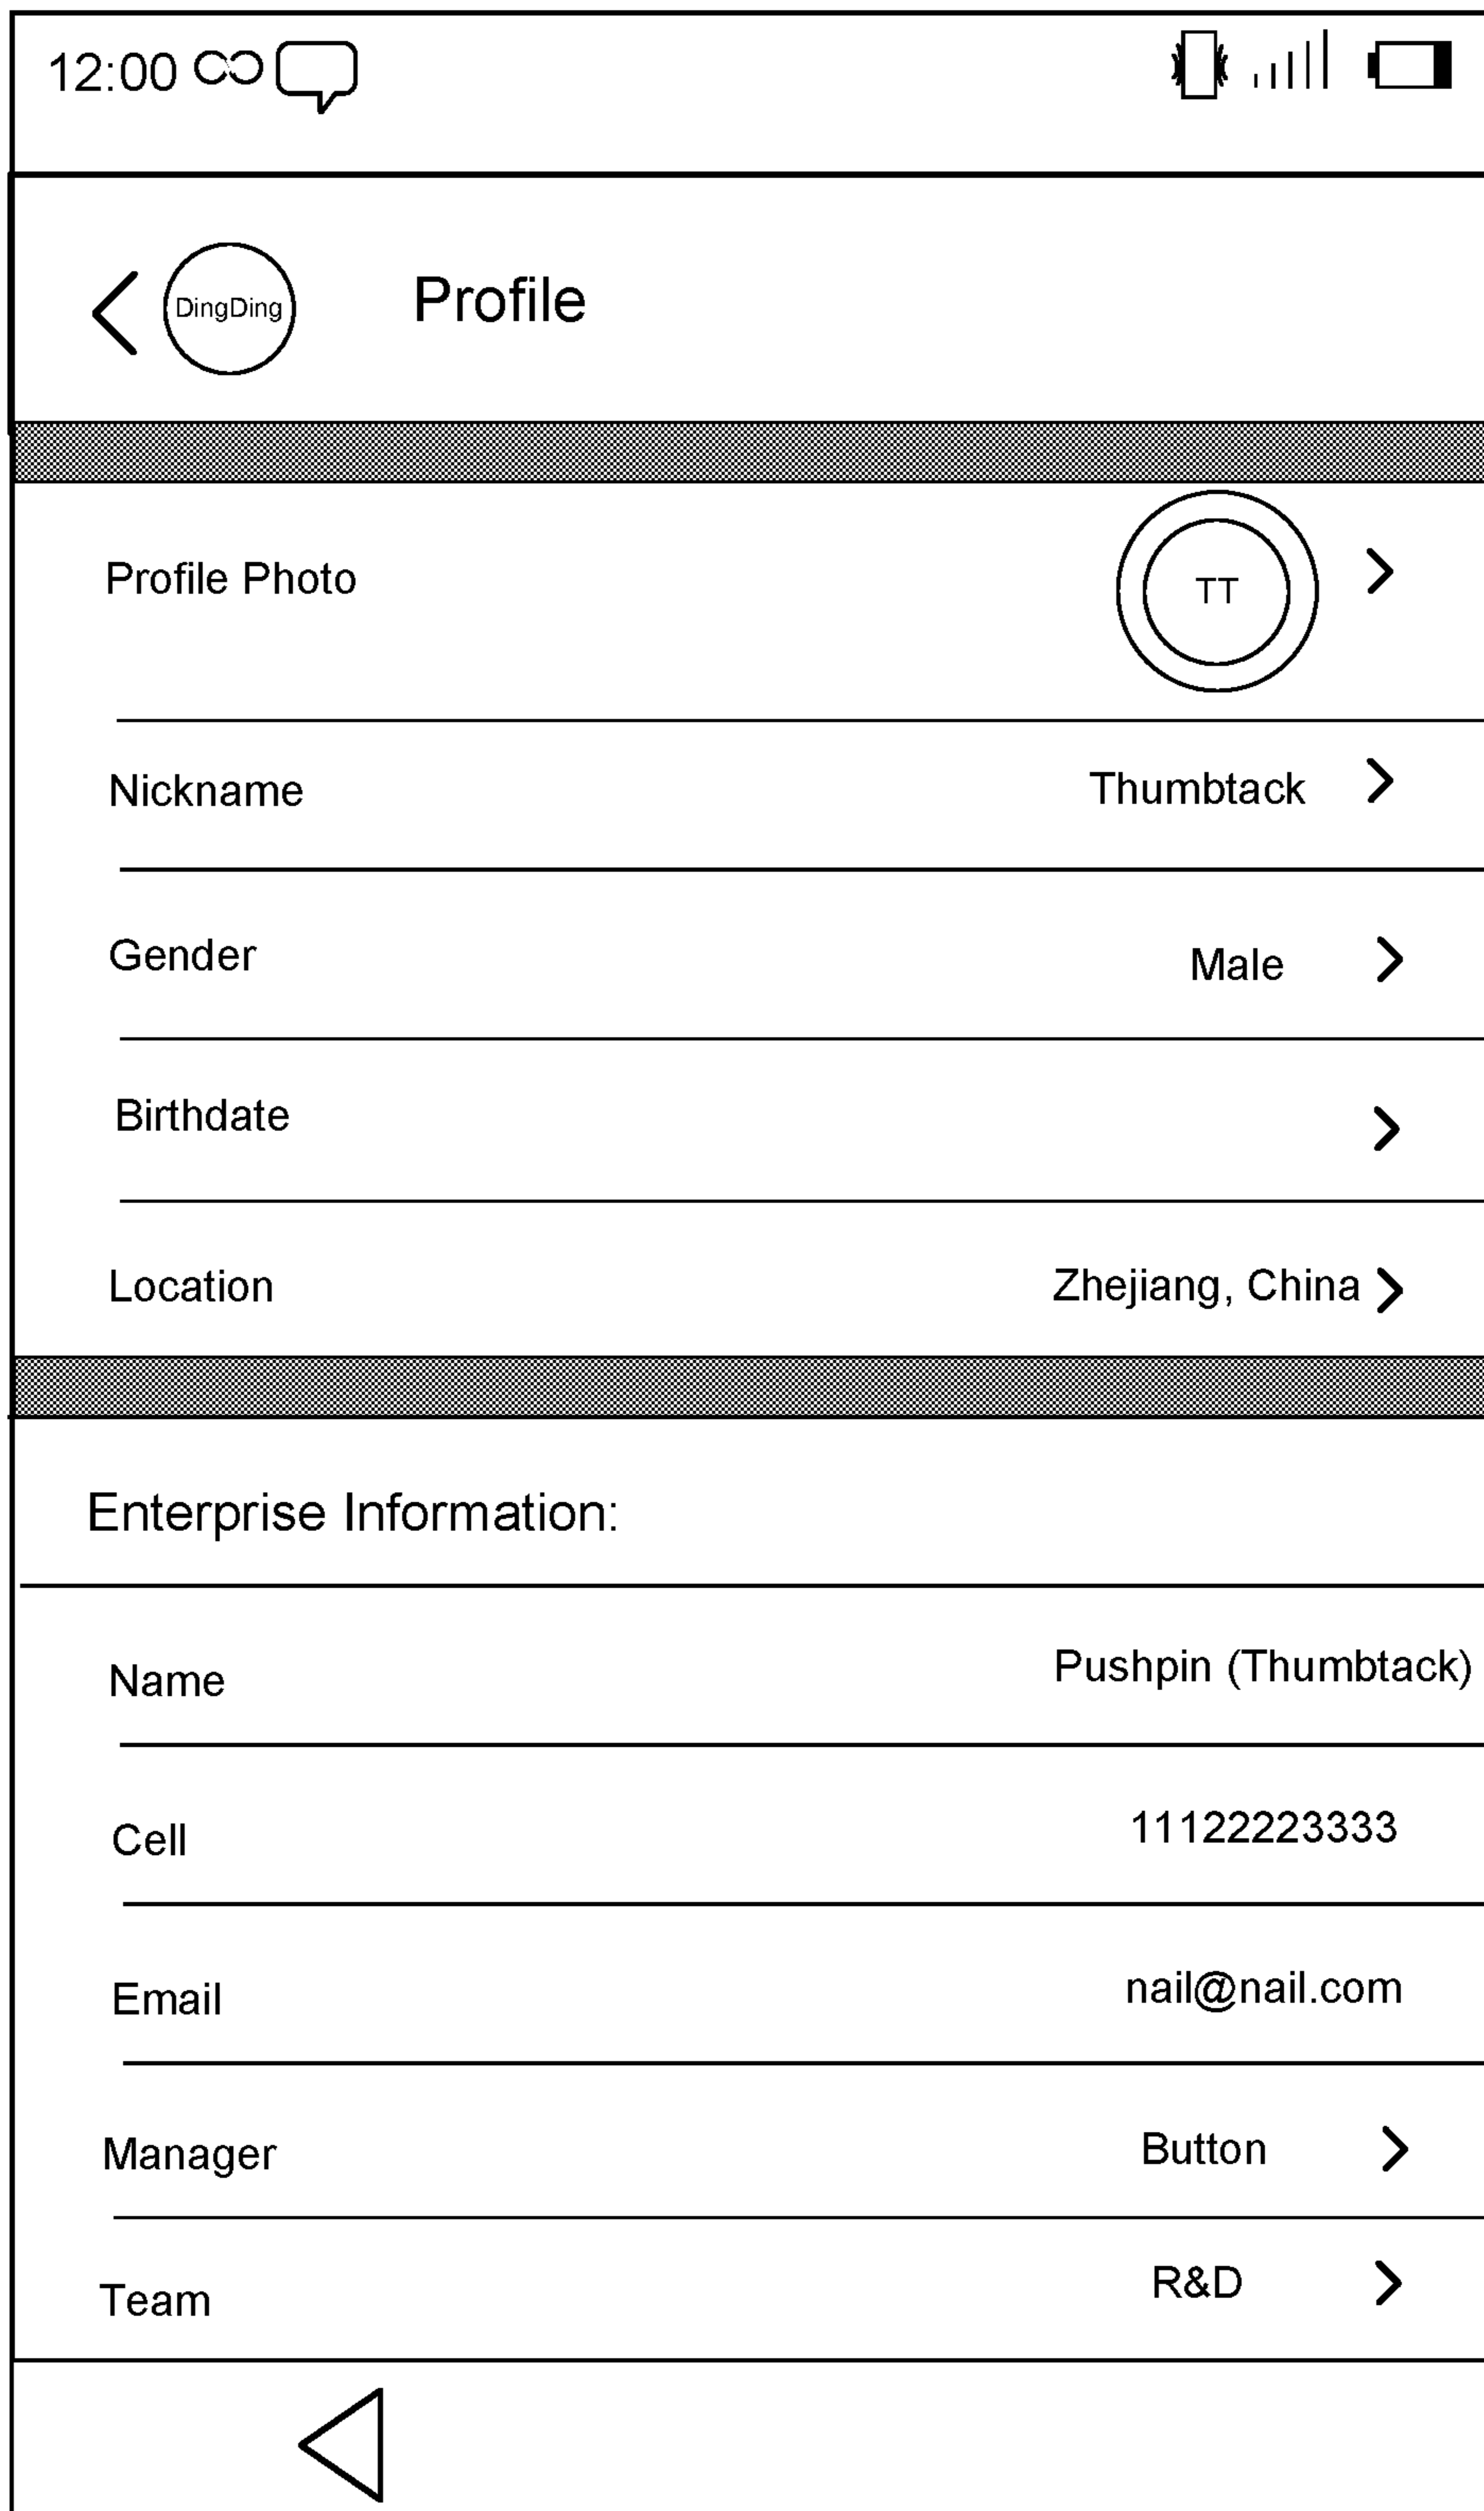 12:00
DingDing Profile
Profile Photo TT
Nickname Thumbtack
Gender Male
Birthdate
Location Zhejiang, China
Enterprise Information:
Name Pushpin (Thumbtack)
Cell 11122223333
Email nail@nail.com
Manager Button
Team R&D